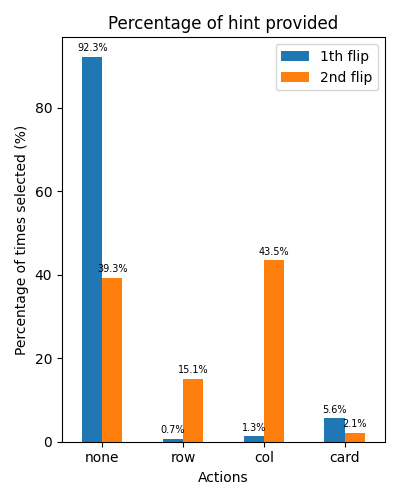 Percentage of hint provided
92.3%
1th flip
2nd flip
80
60
40
20
0
Percentage of times selected (%)
39.3%
0.7%
15.1%
1.3%
43.5%
5.6%
2.1%
none row col card
Actions